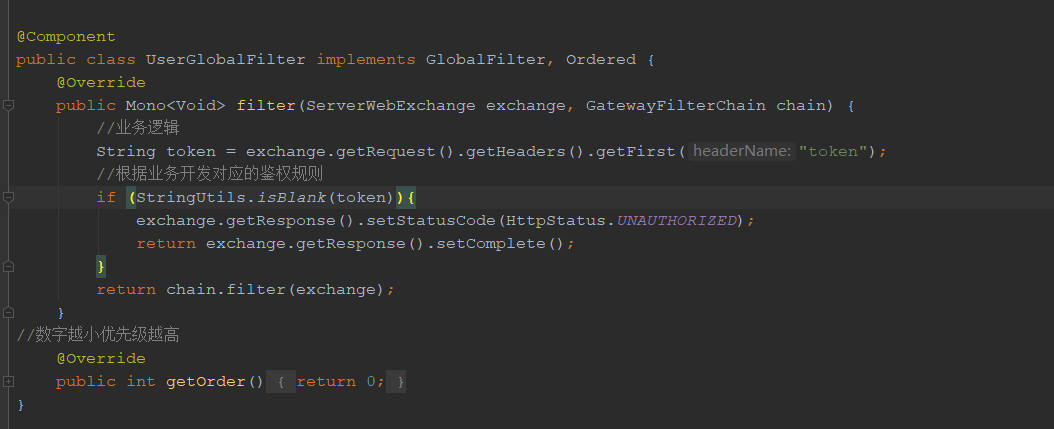 @Component
public class UserGlobalFilter implements GlobalFilter, Ordered {
    @Override
    public Mono<Void> filter(ServerWebExchange exchange, GatewayFilterChain chain) {
        //业务逻辑
        String token = exchange.getRequest().getHeaders().getFirst( headerName: "token");
        //根据业务开发对应的鉴权规则
        if (StringUtils.isBlank(token)){
            exchange.getResponse().setStatusCode(HttpStatus.UNAUTHORIZED);
            return exchange.getResponse().setComplete();
        }
        return chain.filter(exchange);
    }
//数字越小优先级越高
    @Override
    public int getOrder() { return 0; }
}